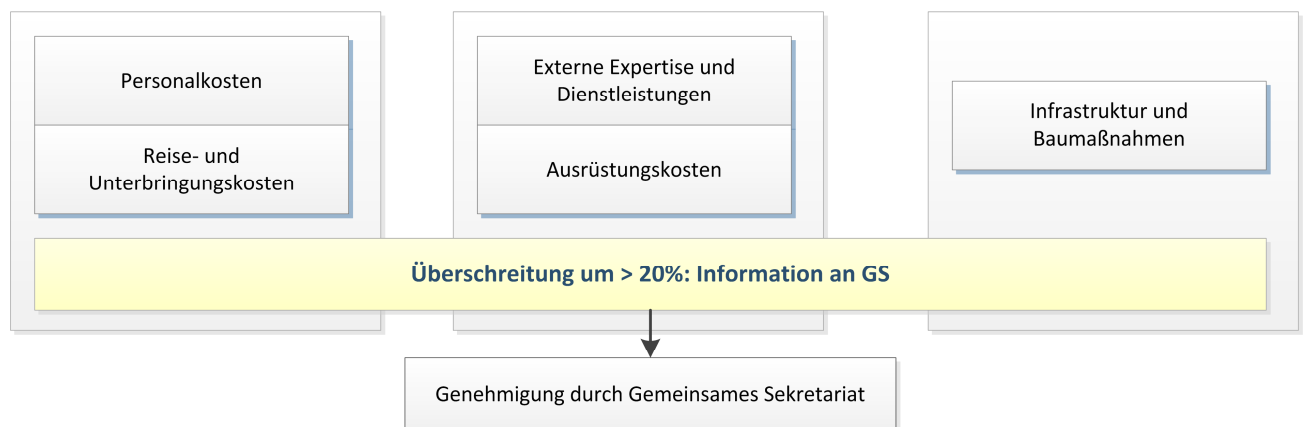 Personalkosten
Reise- und
Unterbringungskosten
Externe Expertise und
Dienstleistungen
Ausrüstungskosten
Infrastruktur und
Baumaßnahmen
Überschreitung um > 20%: Information an GS
Genehmigung durch Gemeinsames Sekretariat